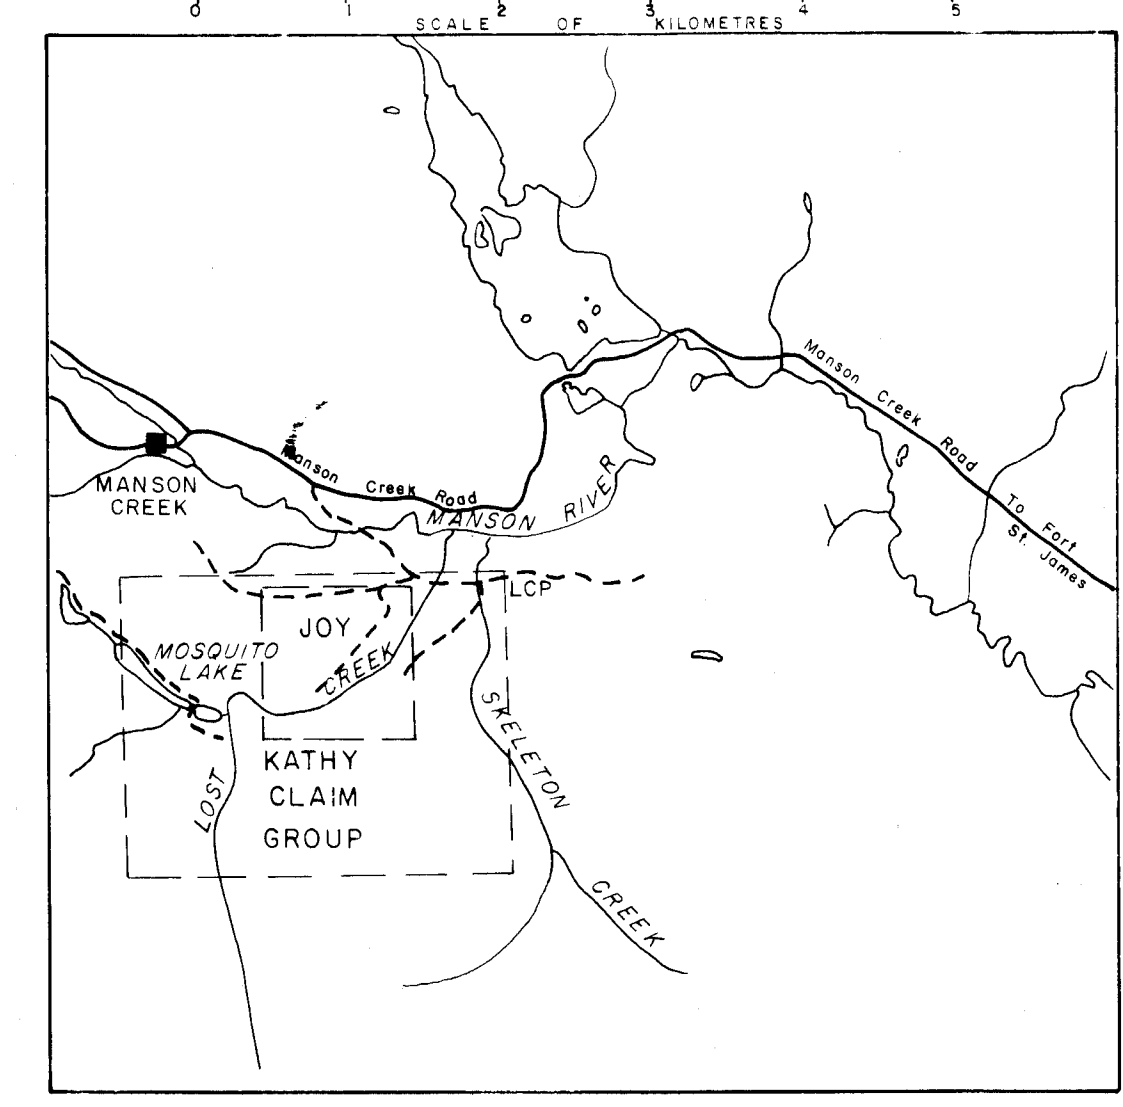 0 1 2 3 4 5
SCALE OF KILOMETRES
Manson Creek Road
Manson Creek Road
To Fort
St. James
MANSON
CREEK
MANSON RIVER
LCP
JOY
MOSQUITO
LAKE
CREEK
SKELETON
KATHY
CLAIM
GROUP
LOST
CREEK